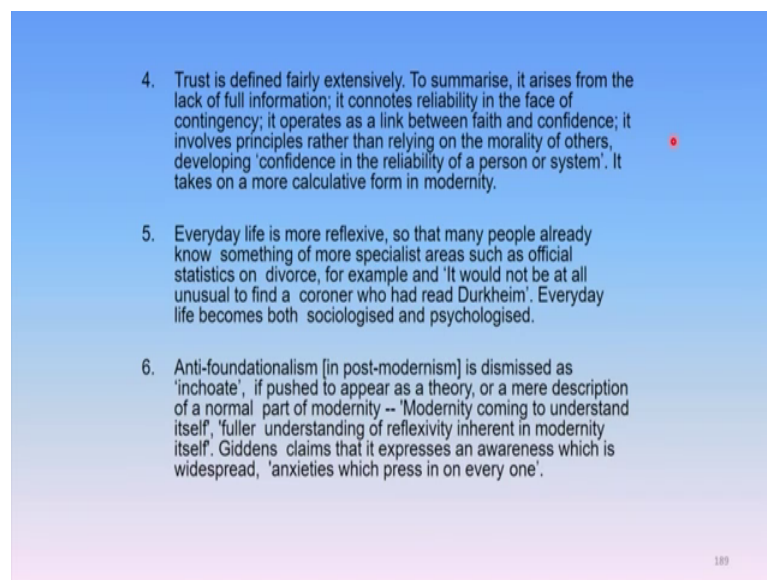 4. Trust is defined fairly extensively. To summarise, it arises from the
lack of full information; it connotes reliability in the face of
contingency; it operates as a link between faith and confidence; it
involves principles rather than relying on the morality of others,
developing 'confidence in the reliability of a person or system'. It
takes on a more calculative form in modernity.
5. Everyday life is more reflexive, so that many people already
know something of more specialist areas such as official
statistics on divorce, for example and 'It would not be at all
unusual to find a coroner who had read Durkheim'. Everyday
life becomes both sociologised and psychologised.
6. Anti-foundationalism [in post-modernism] is dismissed as
'inchoate', if pushed to appear as a theory, or a mere description
of a normal part of modernity -- 'Modernity coming to understand
itself', 'fuller understanding of reflexivity inherent in modernity
itself'. Giddens claims that it expresses an awareness which is
widespread, 'anxieties which press in on every one'.
189